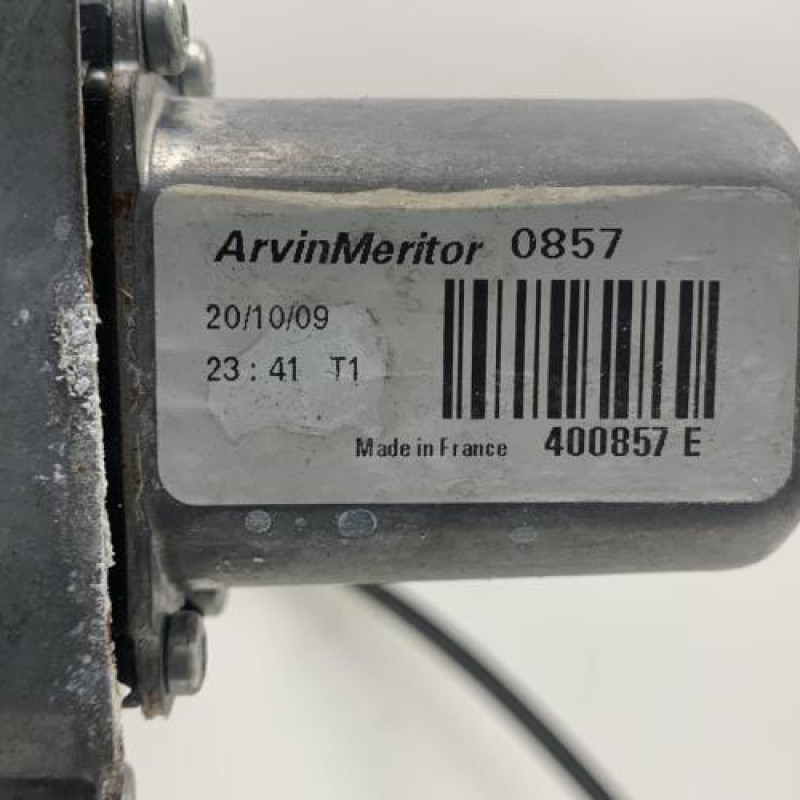 ArvinMeritor 0857
20/10/09
23 : 41 T1
Made in France 400857 E